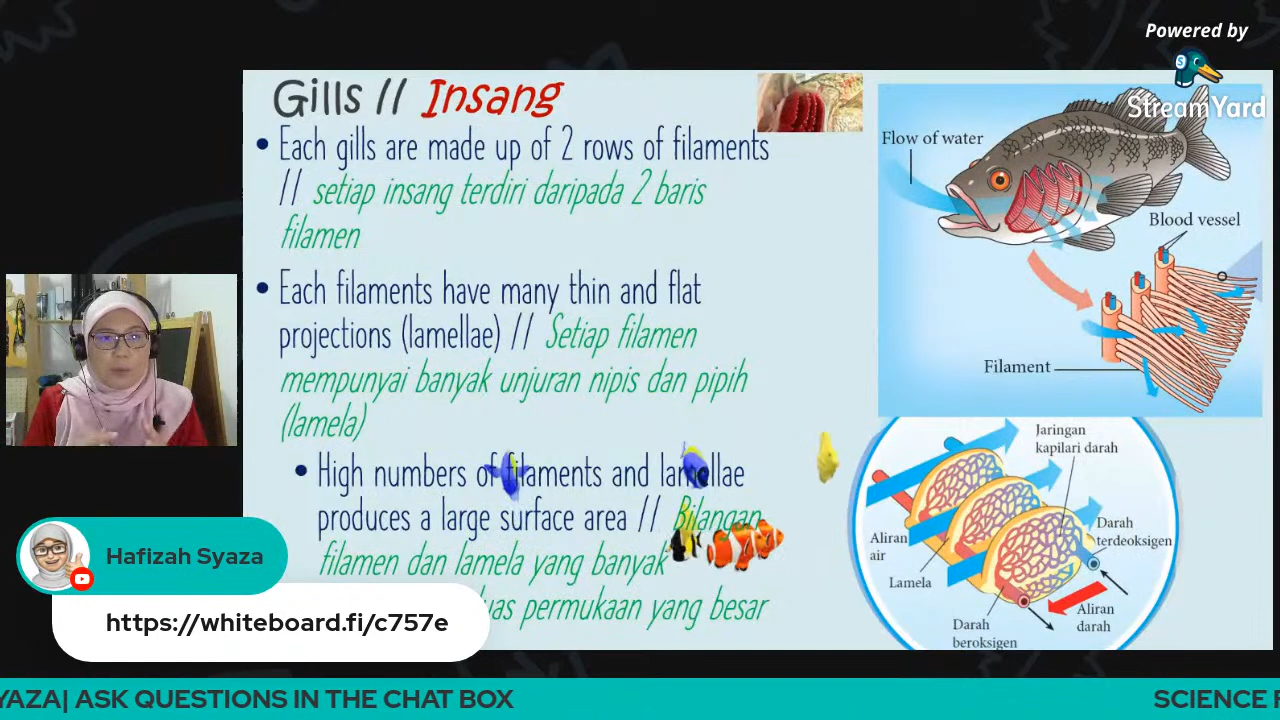 Powered by
StreamYard
Gills // Insang
• Each gills are made up of 2 rows of filaments
// setiap insang terdiri daripada 2 baris
filamen
• Each filaments have many thin and flat
projections (lamellae) // Setiap filamen
mempunyai banyak unjuran nipis dan pipih
(lamela)
• High numbers of filaments and lamellae
produces a large surface area // Bilangan
filamen dan lamela yang banyak
luas permukaan yang besar
Flow of water
Blood vessel
Filament
Jaringan
kapilari darah
Aliran
air
Lamela
Darah
terdeoksigen
Aliran
darah
Darah
beroksigen
Hafizah Syaza
https://whiteboard.fi/c757e
YAZA| ASK QUESTIONS IN THE CHAT BOX
SCIENCE